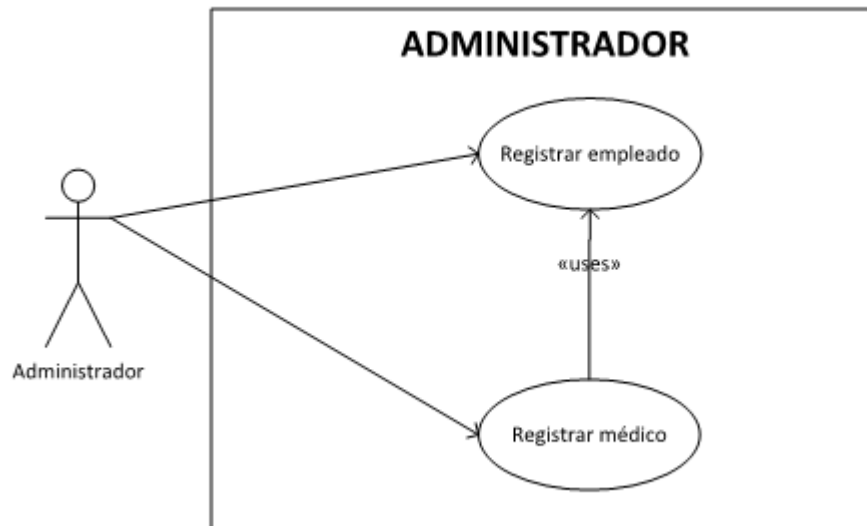 ADMINISTRADOR
Registrar empleado
«uses»
Administrador
Registrar médico